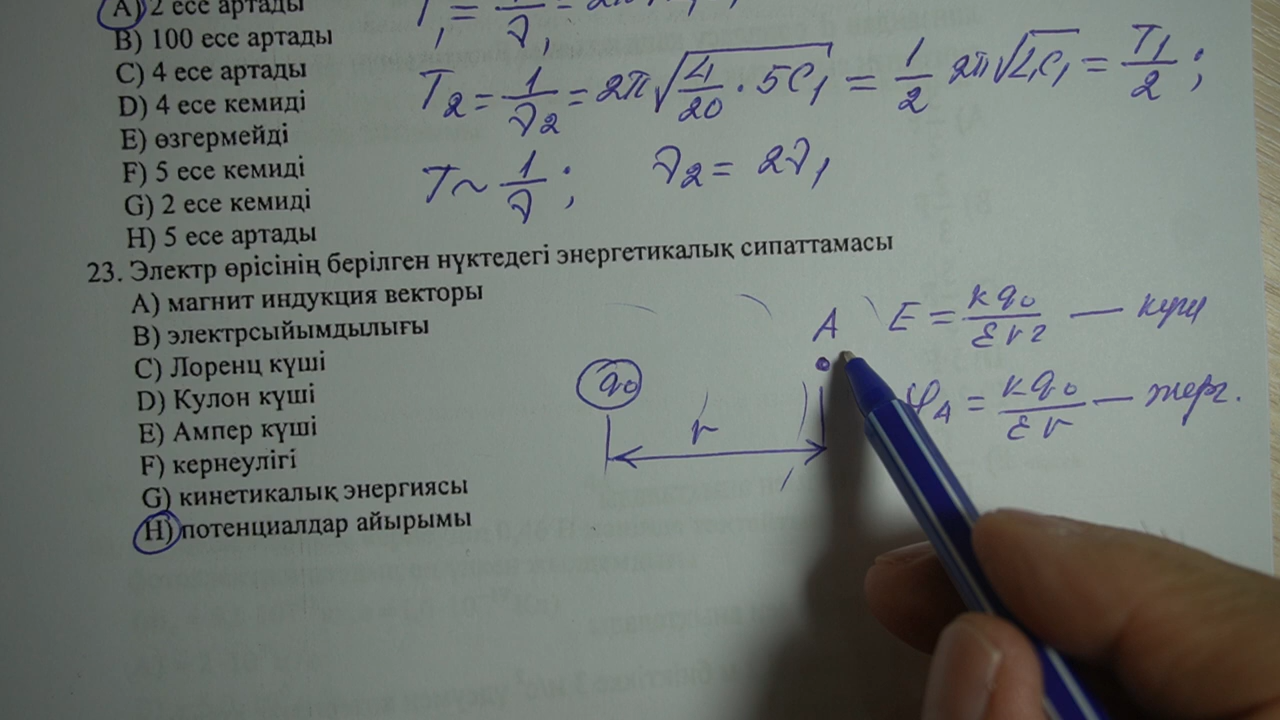 A) 2 есе артады T₁ = 1/ν₁ =
B) 100 есе артады
C) 4 есе артады T₂ = 1/ν₂ = 2π√(L₁/20 · 5C₁) = 1/2 2π√L₁C₁ = T₁/2 ;
D) 4 есе кемиді
E) өзгермейді
F) 5 есе кемиді T ~ 1/ν ; ν₂ = 2ν₁
G) 2 есе кемиді
H) 5 есе артады
23. Электр өрісінің берілген нүктедегі энергетикалық сипаттамасы
A) магнит индукция векторы
B) электрсыйымдылығы A E = kq₀/εr² — күш
C) Лоренц күші q₀
D) Кулон күші φA = kq₀/εr — энерг.
E) Ампер күші r
F) кернеулігі
G) кинетикалық энергиясы
H) потенциалдар айырымы